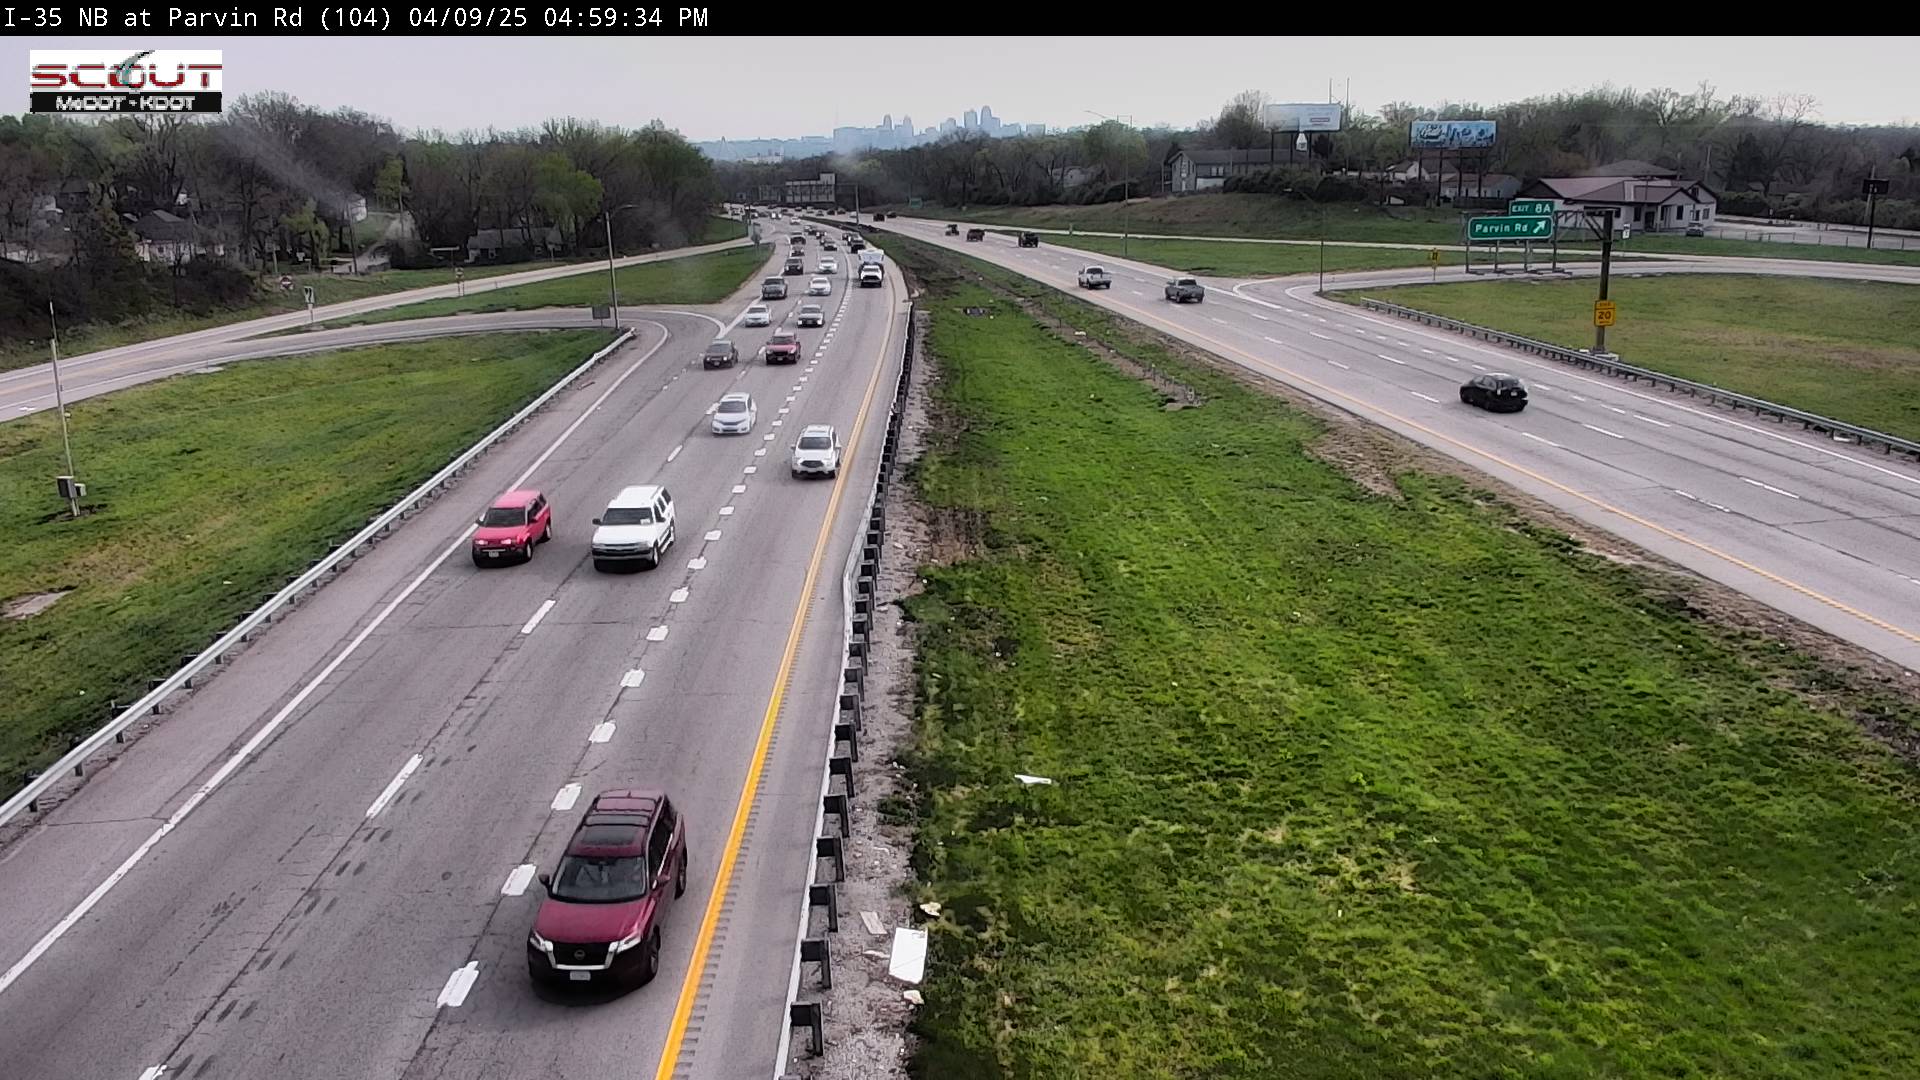 I-35 NB at Parvin Rd (104) 04/09/25 04:59:34 PM
SCOUT
MoDOT - KDOT
EXIT 8A
Parvin Rd
20